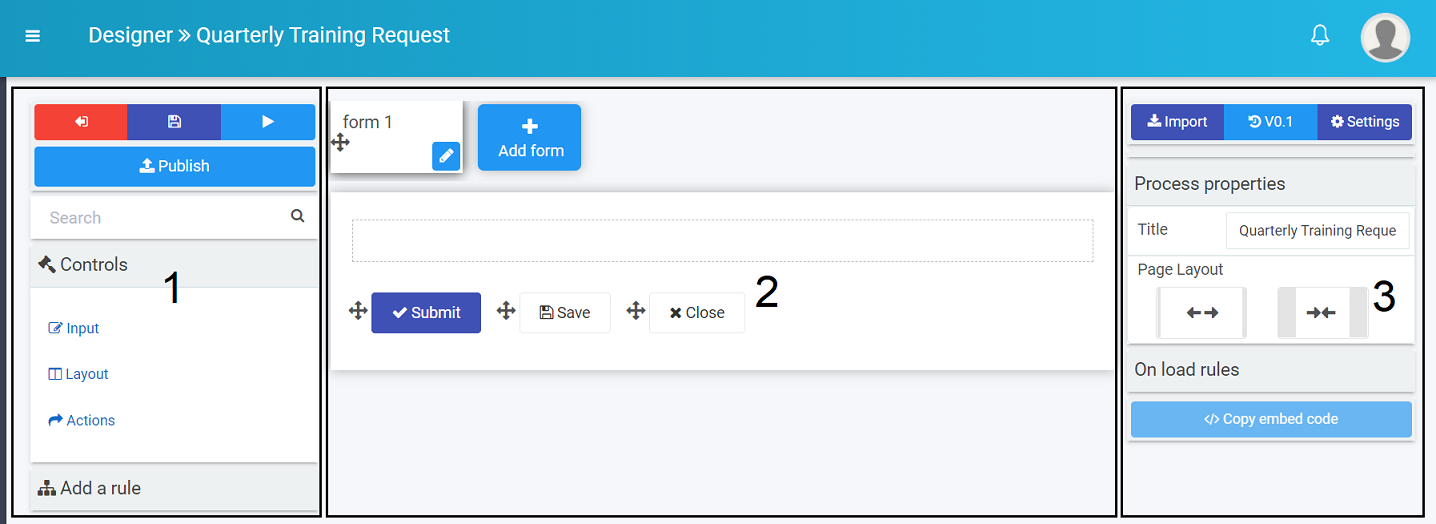 Designer » Quarterly Training Request
Publish
Search
Controls
1
Input
Layout
Actions
Add a rule
form 1
Add form
2
Submit
Save
Close
Import
V0.1
Settings
Process properties
Title
Quarterly Training Reque
Page Layout
3
On load rules
</> Copy embed code